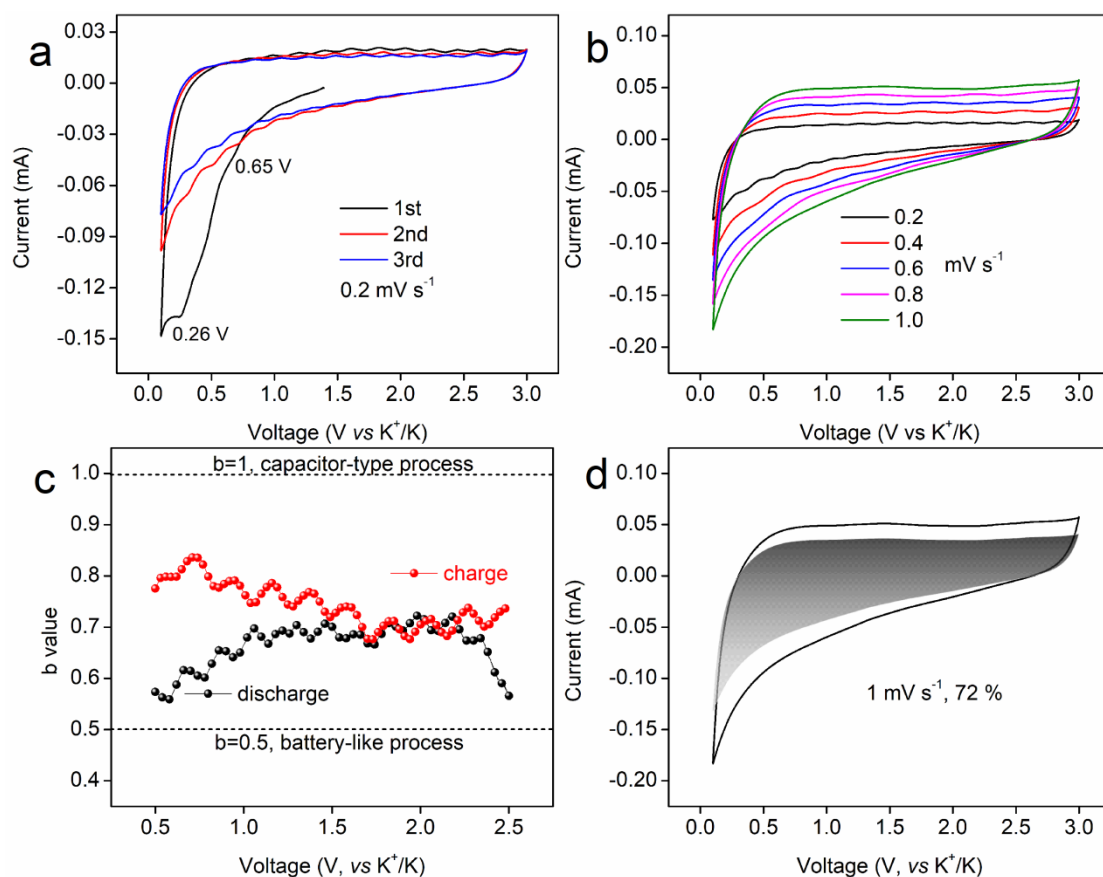 a
0.03
0.00
-0.03
-0.06
-0.09
-0.12
-0.15
Current (mA)
0.65 V
1st
2nd
3rd
0.2 mV s⁻¹
0.26 V
0.0 0.5 1.0 1.5 2.0 2.5 3.0
Voltage (V vs K⁺/K)
b
0.10
0.05
0.00
-0.05
-0.10
-0.15
-0.20
Current (mA)
0.2
0.4
0.6 mV s⁻¹
0.8
1.0
0.0 0.5 1.0 1.5 2.0 2.5 3.0
Voltage (V vs K⁺/K)
c
b=1, capacitor-type process
1.0
0.9
0.8
0.7
0.6
0.5
0.4
b value
charge
discharge
b=0.5, battery-like process
0.5 1.0 1.5 2.0 2.5
Voltage (V, vs K⁺/K)
d
0.10
0.05
0.00
-0.05
-0.10
-0.15
-0.20
Current (mA)
1 mV s⁻¹, 72 %
0.0 0.5 1.0 1.5 2.0 2.5 3.0
Voltage (V, vs K⁺/K)